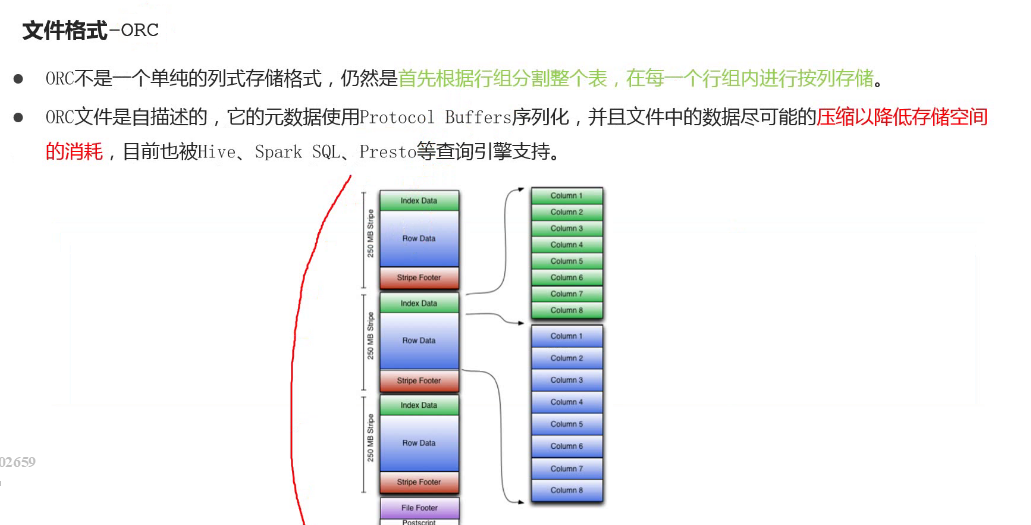 文件格式-ORC
ORC不是一个单纯的列式存储格式，仍然是首先根据行组分割整个表，在每一个行组内进行按列存储。
ORC文件是自描述的，它的元数据使用Protocol Buffers序列化，并且文件中的数据尽可能的压缩以降低存储空间
的消耗，目前也被Hive、Spark SQL、Presto等查询引擎支持。
250 MB Stripe
Index Data
Row Data
Stripe Footer
250 MB Stripe
Index Data
Row Data
Stripe Footer
250 MB Stripe
Index Data
Row Data
Stripe Footer
File Footer
Postscript
Column 1
Column 2
Column 3
Column 4
Column 5
Column 6
Column 7
Column 8
Column 1
Column 2
Column 3
Column 4
Column 5
Column 6
Column 7
Column 8
02659